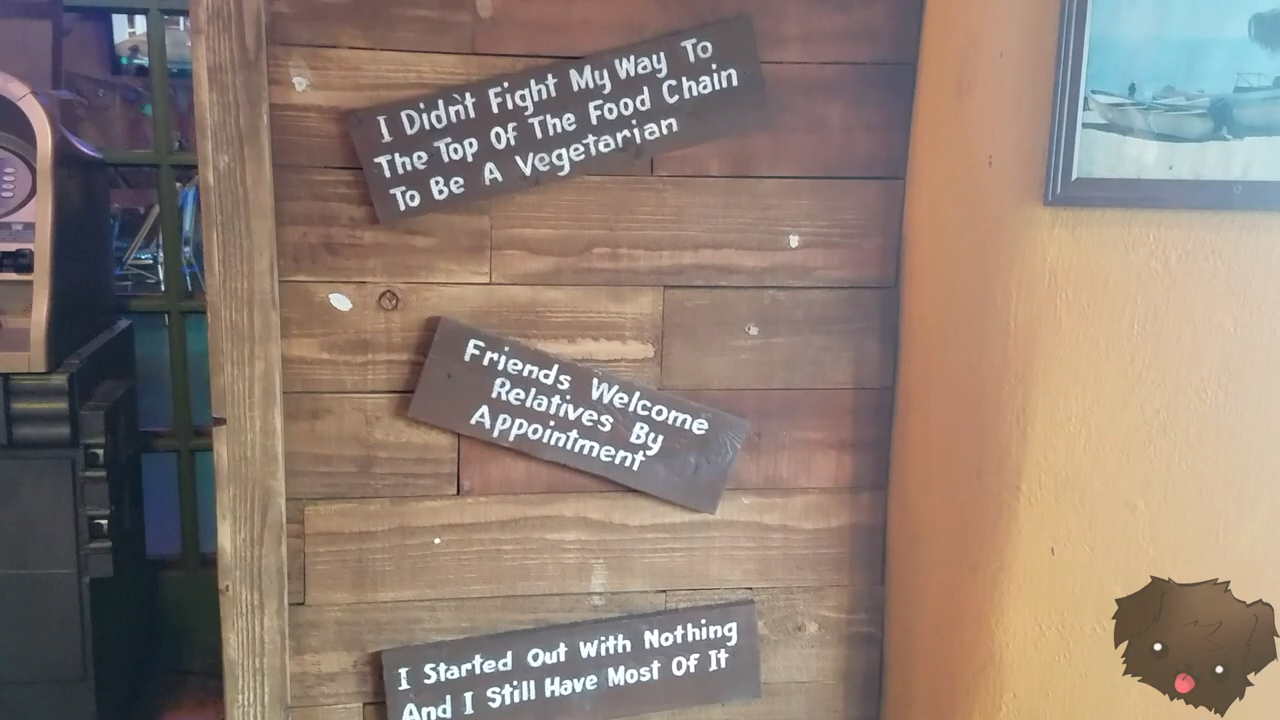 I Didn't Fight My Way To
The Top Of The Food Chain
To Be A Vegetarian
Friends Welcome
Relatives By
Appointment
I Started Out With Nothing
And I Still Have Most Of It